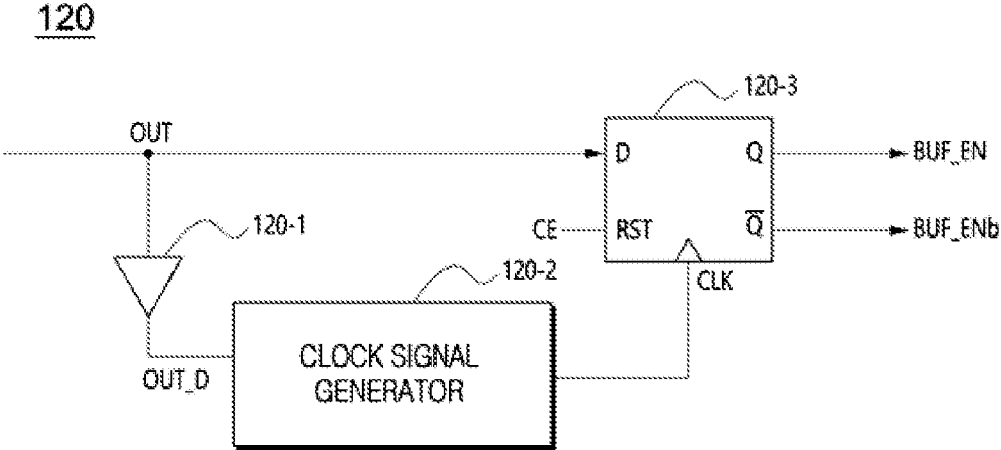 120
120-3
OUT
D
Q
BUF_EN
120-1
CE
RST
Q̅
BUF_ENb
120-2
CLK
CLOCK SIGNAL
GENERATOR
OUT_D